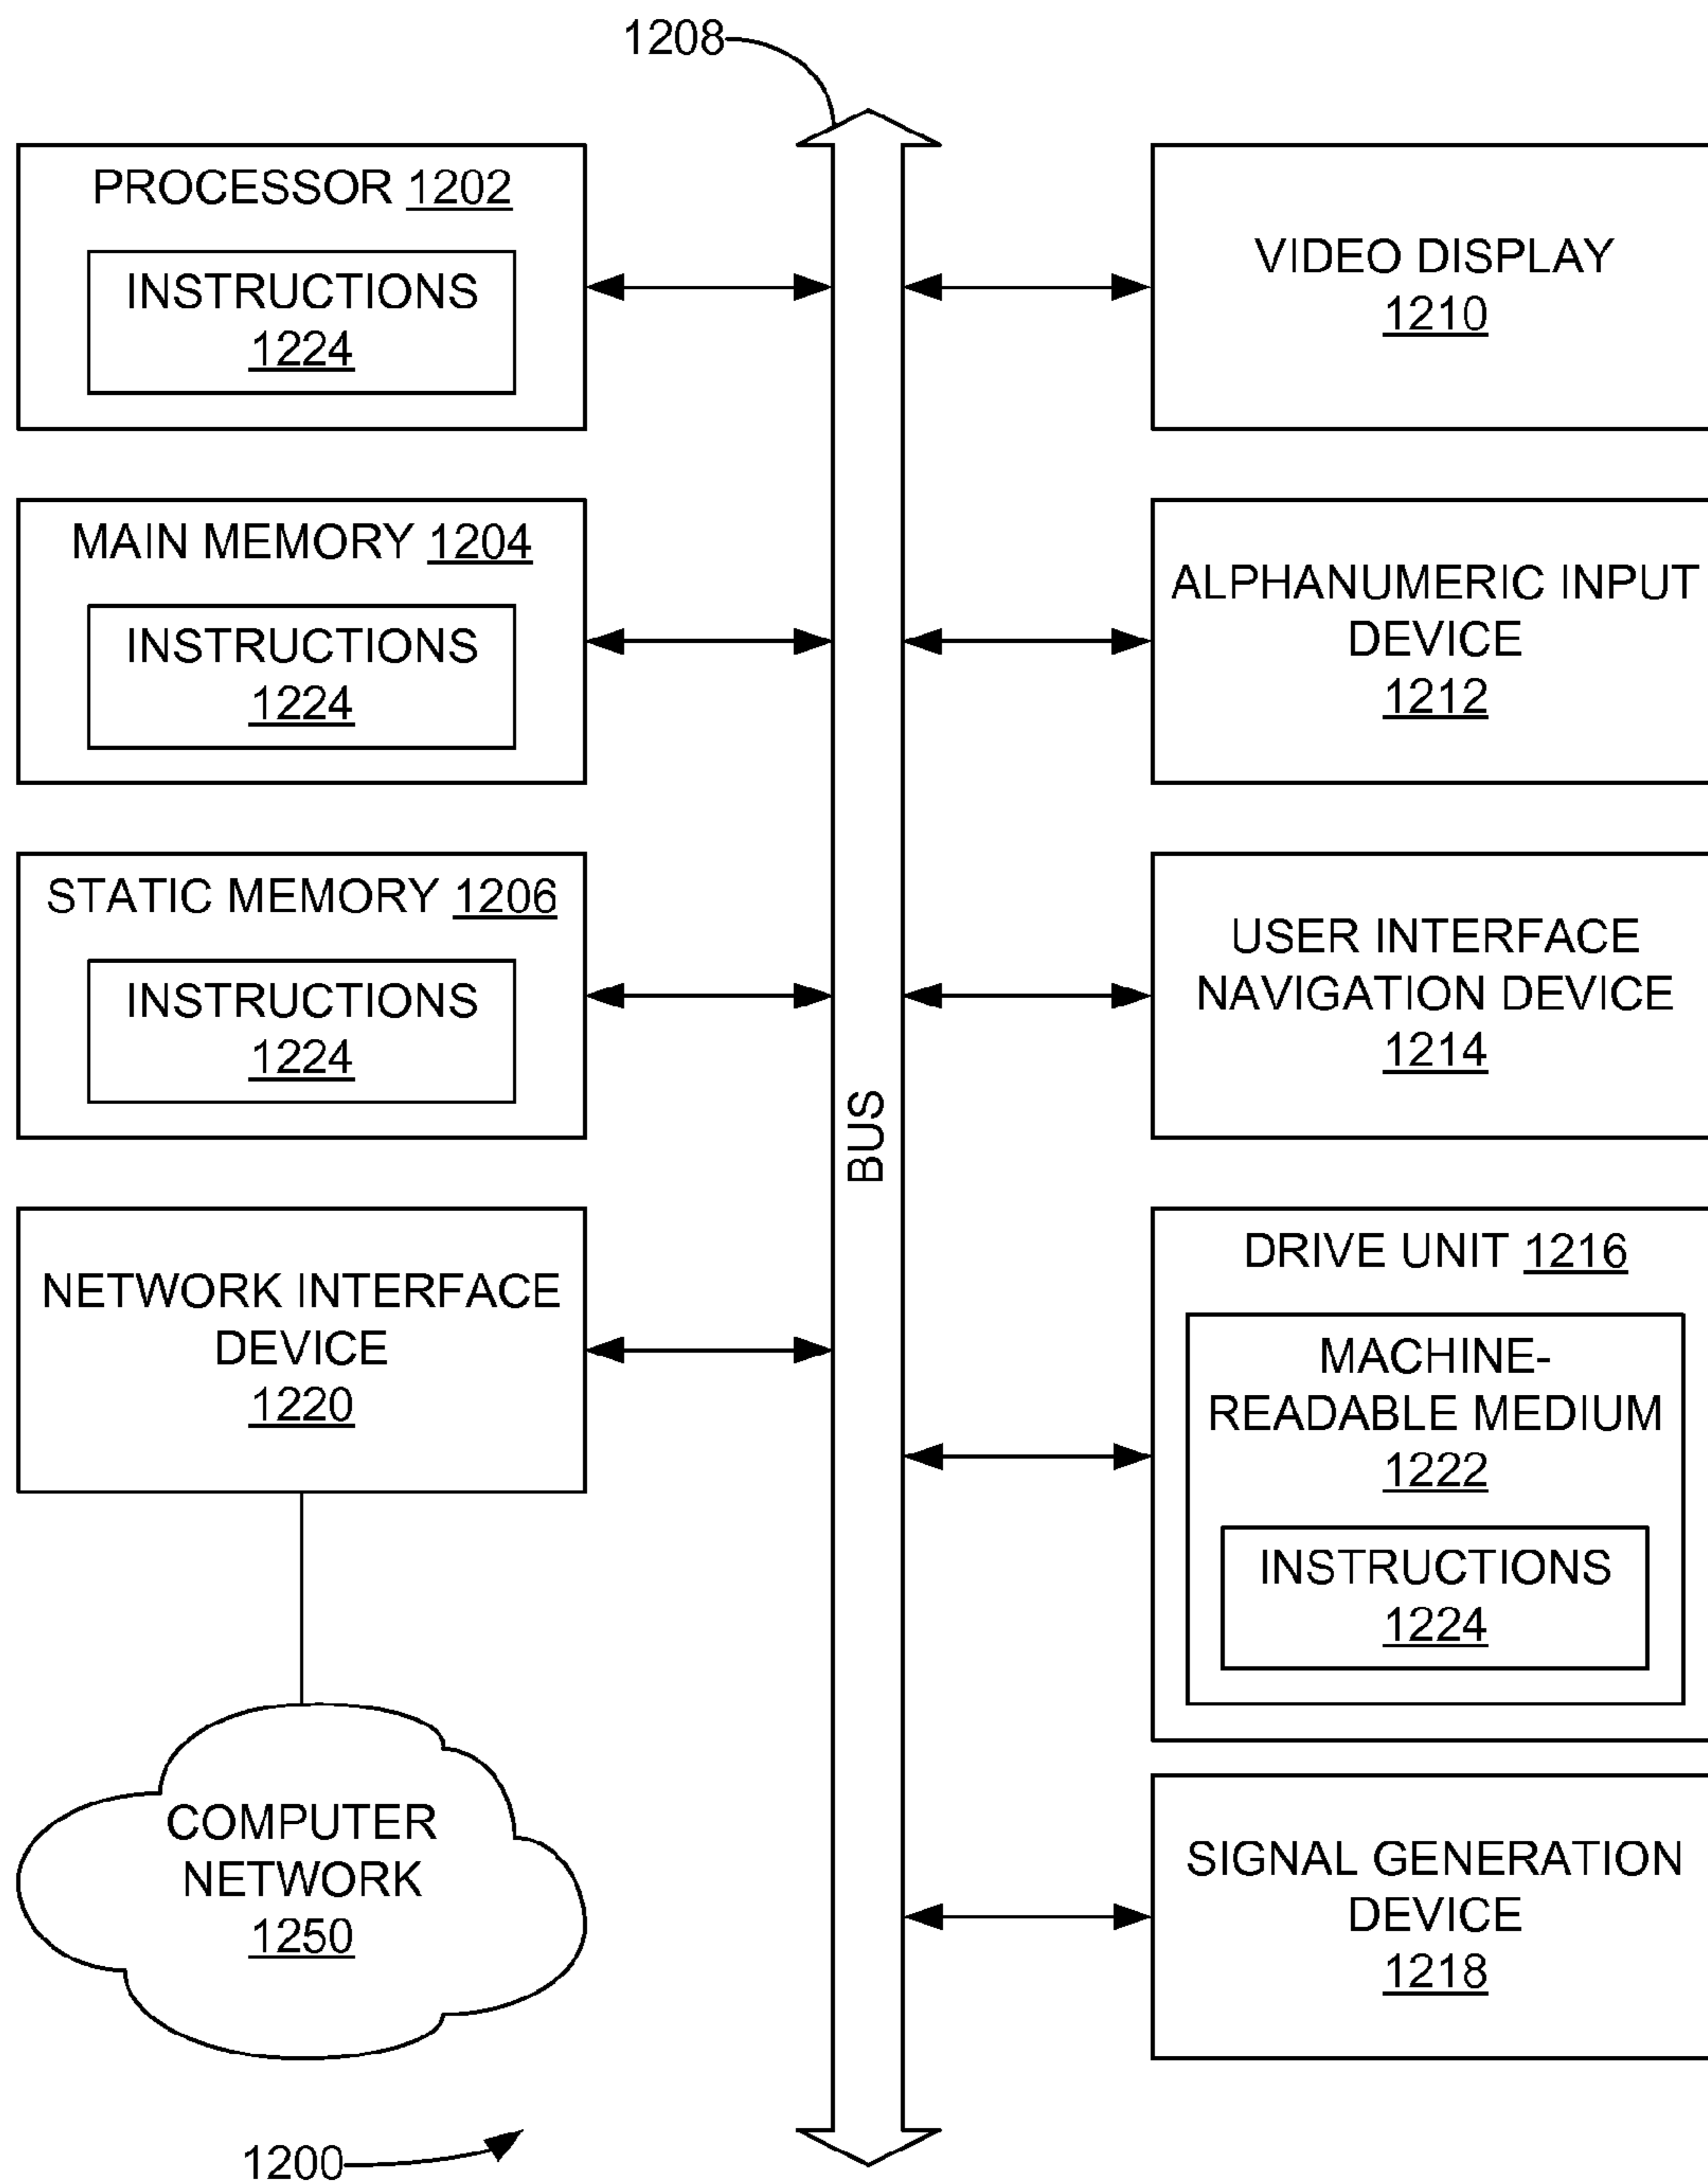 1208
PROCESSOR 1202
INSTRUCTIONS
1224
MAIN MEMORY 1204
INSTRUCTIONS
1224
STATIC MEMORY 1206
INSTRUCTIONS
1224
NETWORK INTERFACE
DEVICE
1220
COMPUTER
NETWORK
1250
1200
BUS
VIDEO DISPLAY
1210
ALPHANUMERIC INPUT
DEVICE
1212
USER INTERFACE
NAVIGATION DEVICE
1214
DRIVE UNIT 1216
MACHINE-
READABLE MEDIUM
1222
INSTRUCTIONS
1224
SIGNAL GENERATION
DEVICE
1218